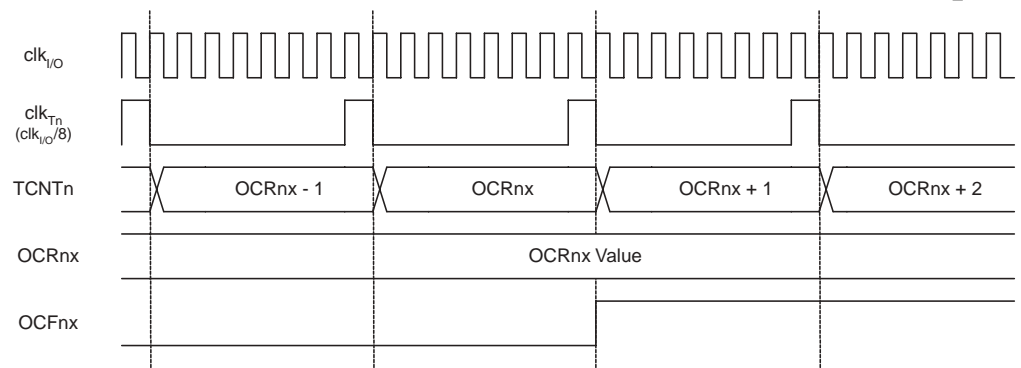 clkI/O
clkTn
(clkI/O/8)
TCNTn
OCRnx - 1
OCRnx
OCRnx + 1
OCRnx + 2
OCRnx
OCRnx Value
OCFnx